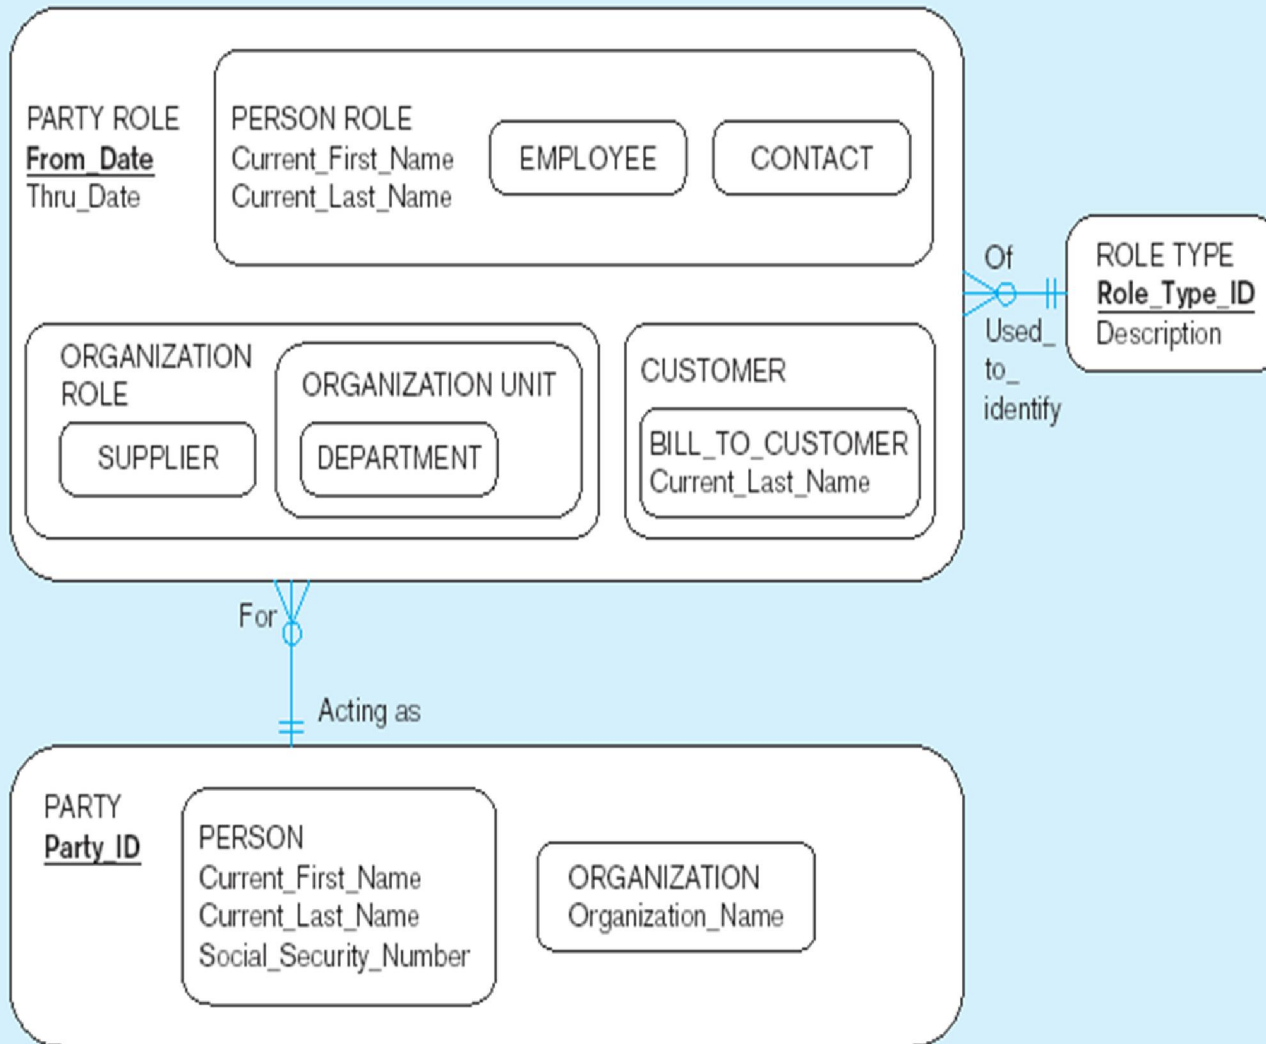 PARTY ROLE
From_Date
Thru_Date
PERSON ROLE
Current_First_Name
Current_Last_Name
EMPLOYEE
CONTACT
Of
Used_
to_
identify
ROLE TYPE
Role_Type_ID
Description
ORGANIZATION
ROLE
SUPPLIER
ORGANIZATION UNIT
DEPARTMENT
CUSTOMER
BILL_TO_CUSTOMER
Current_Last_Name
For
Acting as
PARTY
Party_ID
PERSON
Current_First_Name
Current_Last_Name
Social_Security_Number
ORGANIZATION
Organization_Name